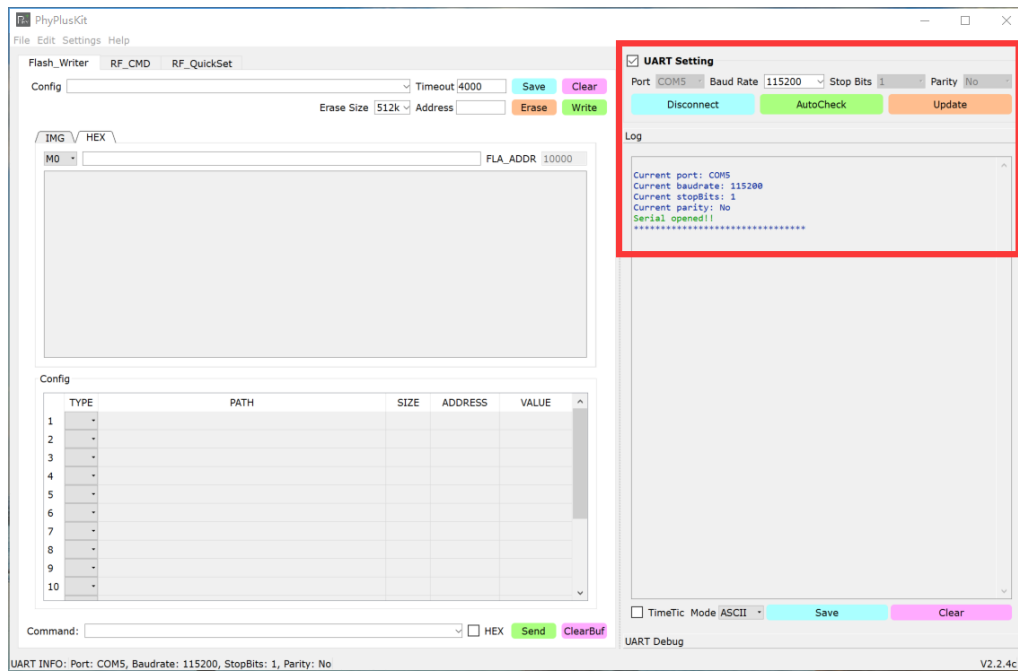 PhyPlusKit
File Edit Settings Help
Flash_Writer RF_CMD RF_QuickSet
Config Timeout 4000 Save Clear
Erase Size 512k Address Erase Write
IMG HEX
M0 FLA_ADDR 10000
Config
TYPE PATH SIZE ADDRESS VALUE
1
2
3
4
5
6
7
8
9
10
Command: HEX Send ClearBuf
UART Setting
Port COM5 Baud Rate 115200 Stop Bits 1 Parity No
Disconnect AutoCheck Update
Log
Current port: COM5
Current baudrate: 115200
Current stopBits: 1
Current parity: No
Serial opened!!
********************************
TimeTic Mode ASCII Save Clear
UART Debug
UART INFO: Port: COM5, Baudrate: 115200, StopBits: 1, Parity: No V2.2.4c